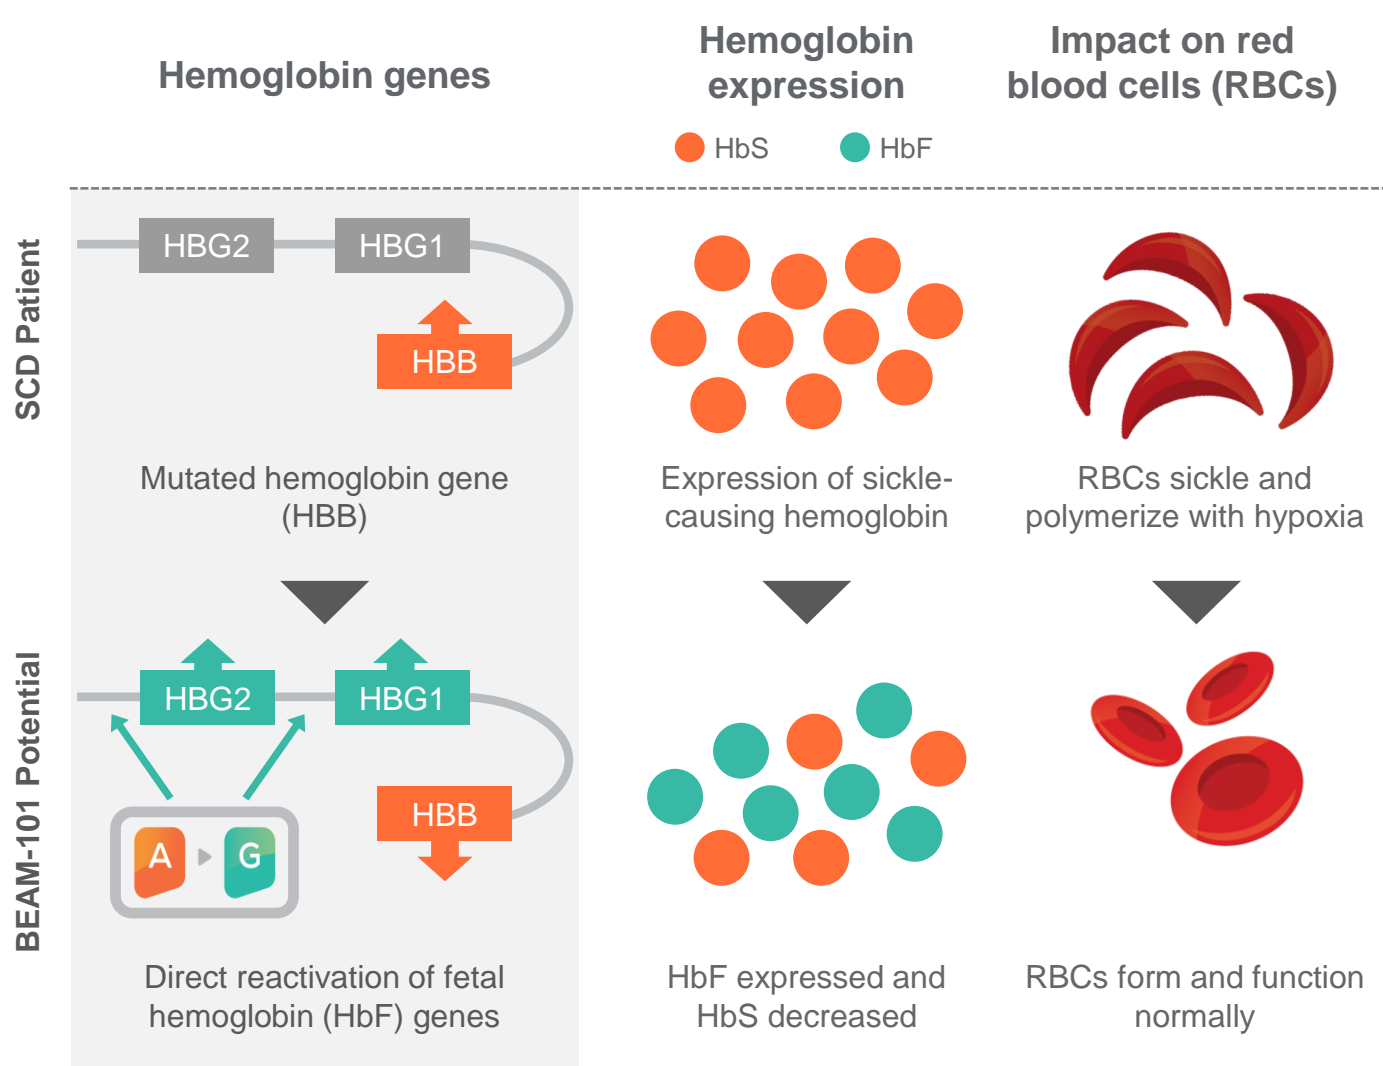 Hemoglobin genes
Hemoglobin
expression
Impact on red
blood cells (RBCs)
HbS
HbF
SCD Patient
HBG2
HBG1
HBB
Mutated hemoglobin gene
(HBB)
Expression of sickle-
causing hemoglobin
RBCs sickle and
polymerize with hypoxia
BEAM-101 Potential
HBG2
HBG1
HBB
A
G
Direct reactivation of fetal
hemoglobin (HbF) genes
HbF expressed and
HbS decreased
RBCs form and function
normally